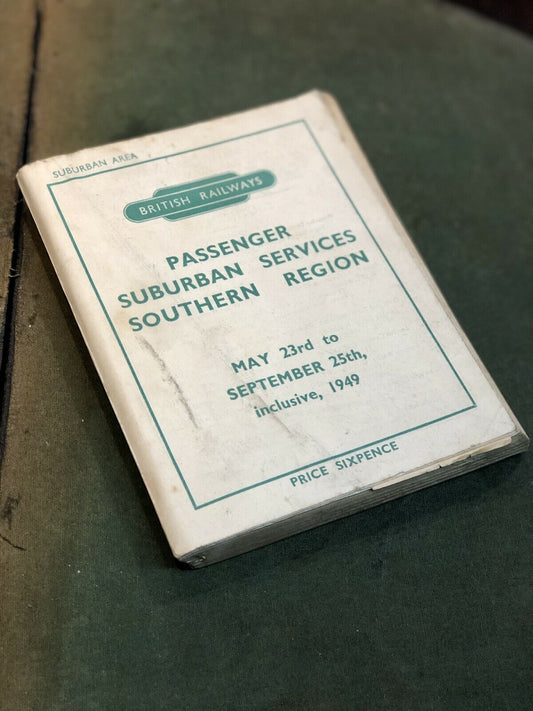 SUBURBAN AREA
BRITISH RAILWAYS
PASSENGER
SUBURBAN SERVICES
SOUTHERN REGION
MAY 23rd to
SEPTEMBER 25th,
inclusive, 1949
PRICE SIXPENCE